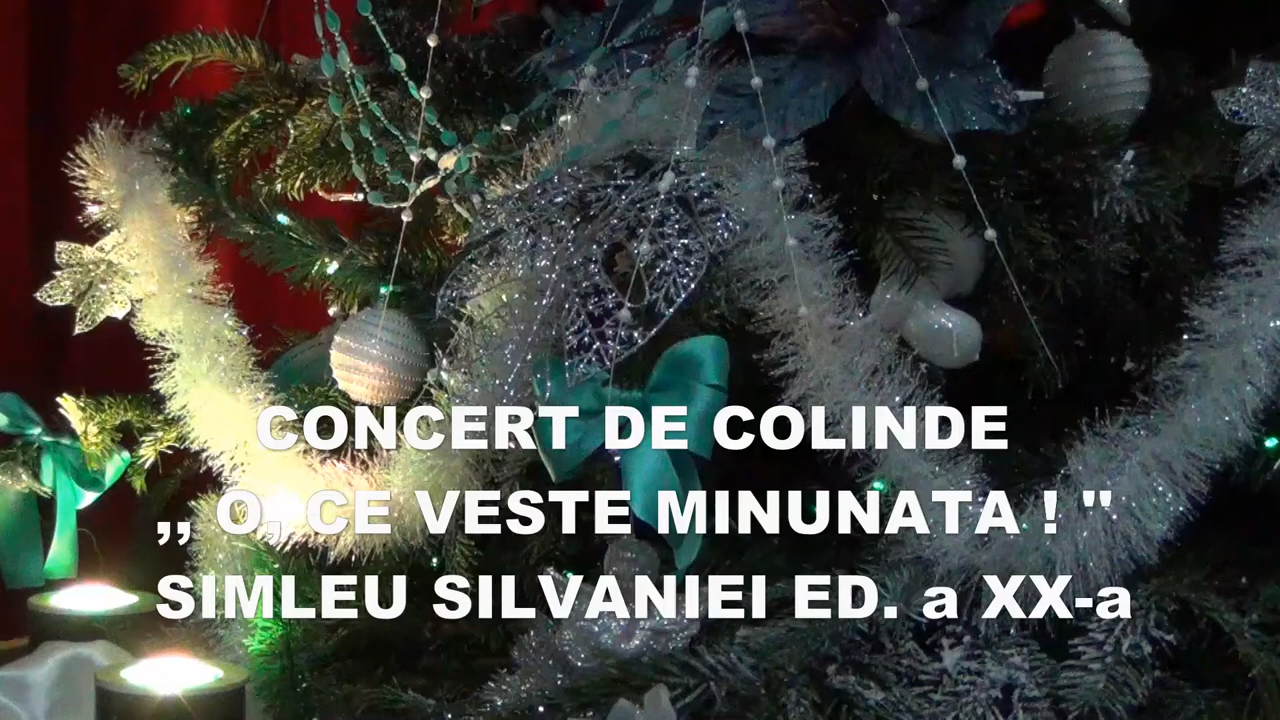 CONCERT DE COLINDE
,, O, CE VESTE MINUNATA ! "
SIMLEU SILVANIEI ED. a XX-a